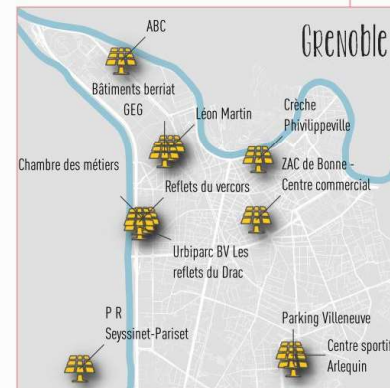 Grenoble
ABC
Bâtiments berriat
GEG
Léon Martin
Crèche
Phivilippeville
Chambre des métiers
Reflets du vercors
ZAC de Bonne -
Centre commercial
Urbiparc BV Les
reflets du Drac
P R
Seyssinet-Pariset
Parking Villeneuve
Centre sportif
Arlequin